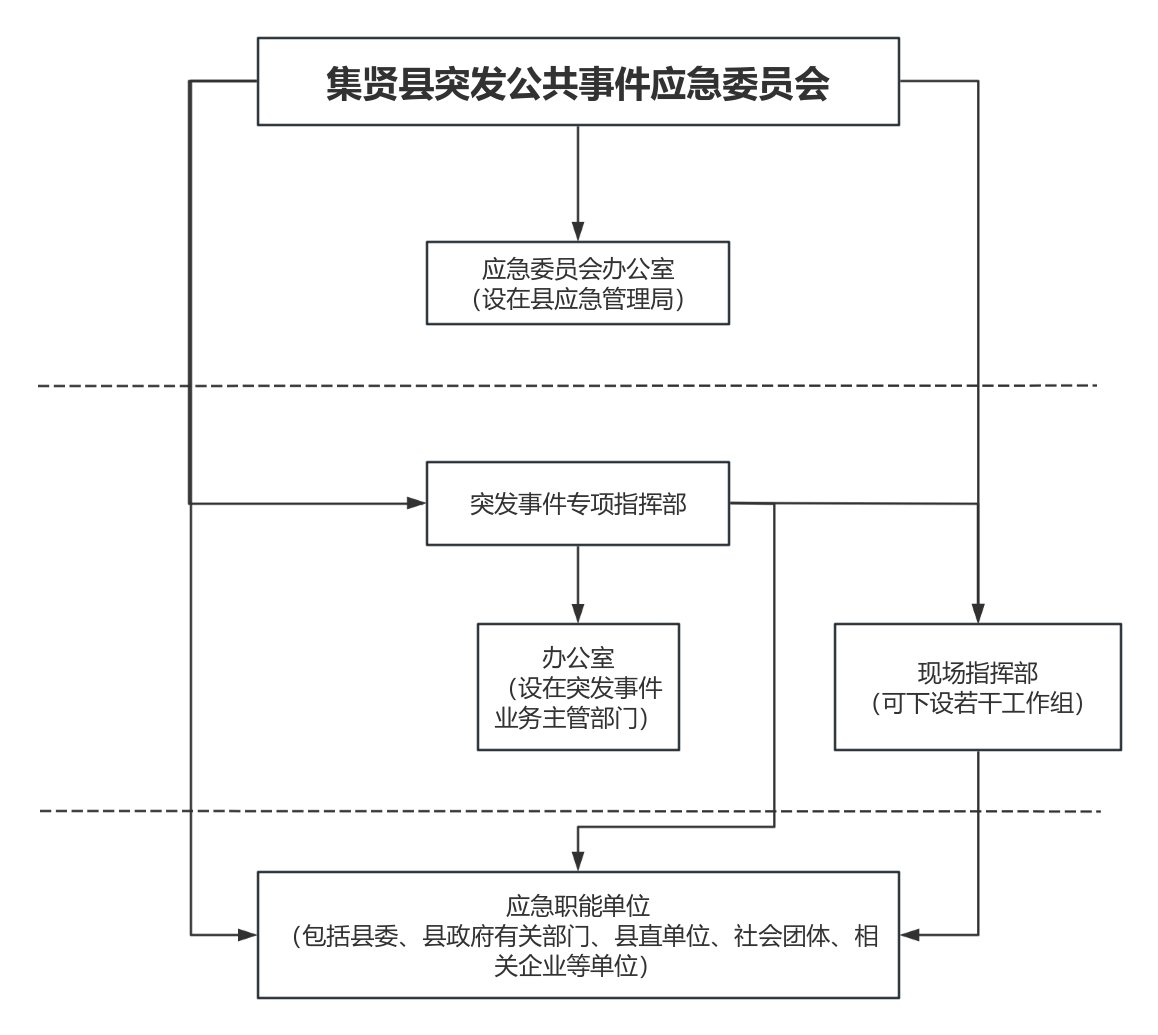 集贤县突发公共事件应急委员会
应急委员会办公室
（设在县应急管理局）
突发事件专项指挥部
办公室
（设在突发事件
业务主管部门）
现场指挥部
（可下设若干工作组）
应急职能单位
（包括县委、县政府有关部门、县直单位、社会团体、相
关企业等单位）